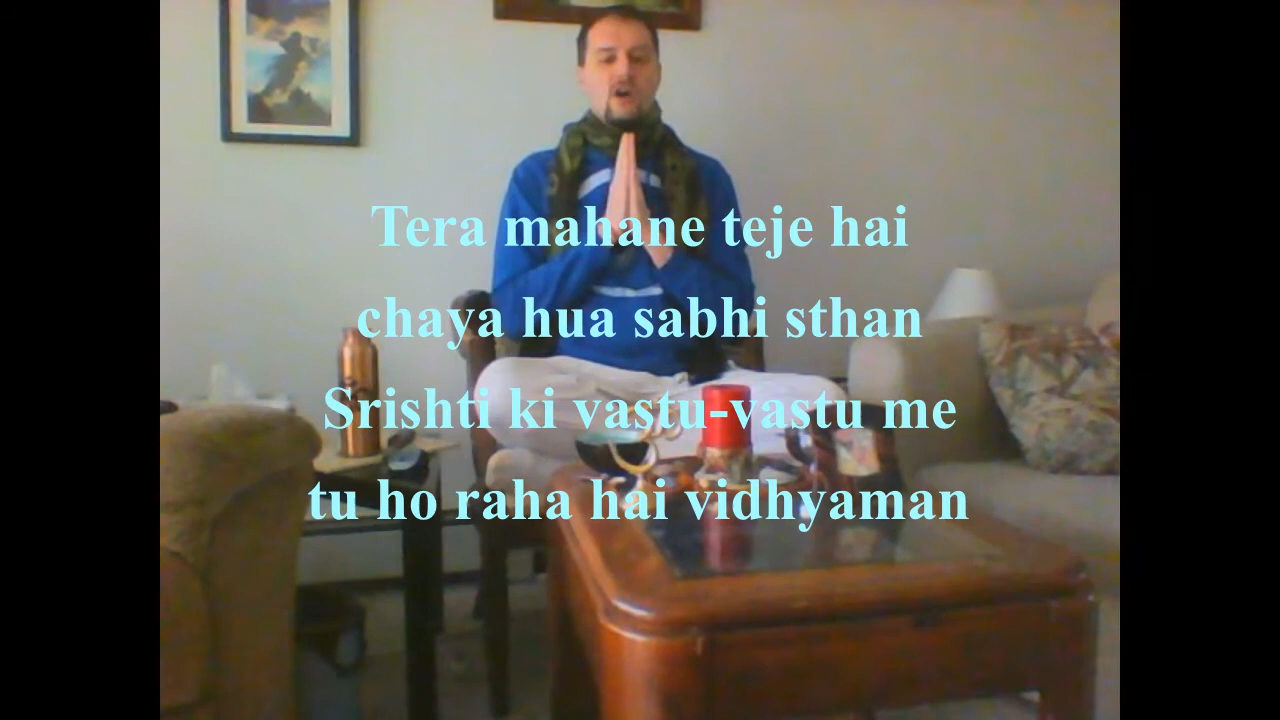 Tera mahane teje hai
chaya hua sabhi sthan
Srishti ki vastu-vastu me
tu ho raha hai vidhyaman